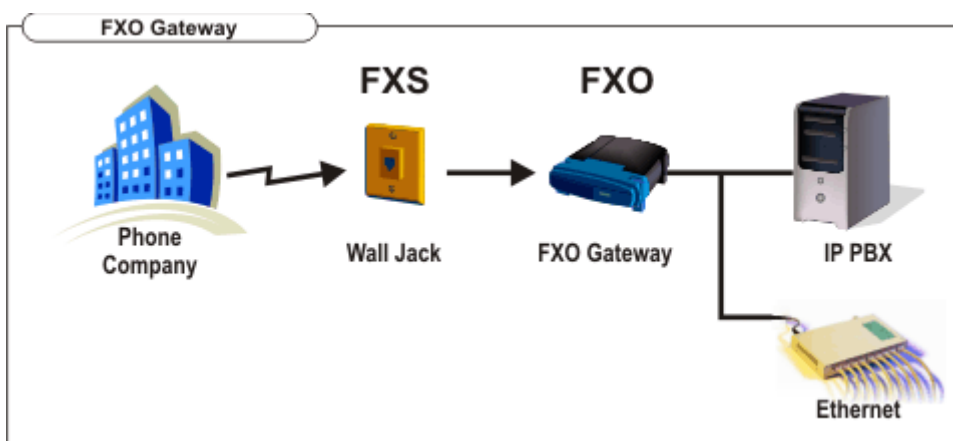 FXO Gateway
FXS
FXO
Phone
Company
Wall Jack
FXO Gateway
IP PBX
Ethernet